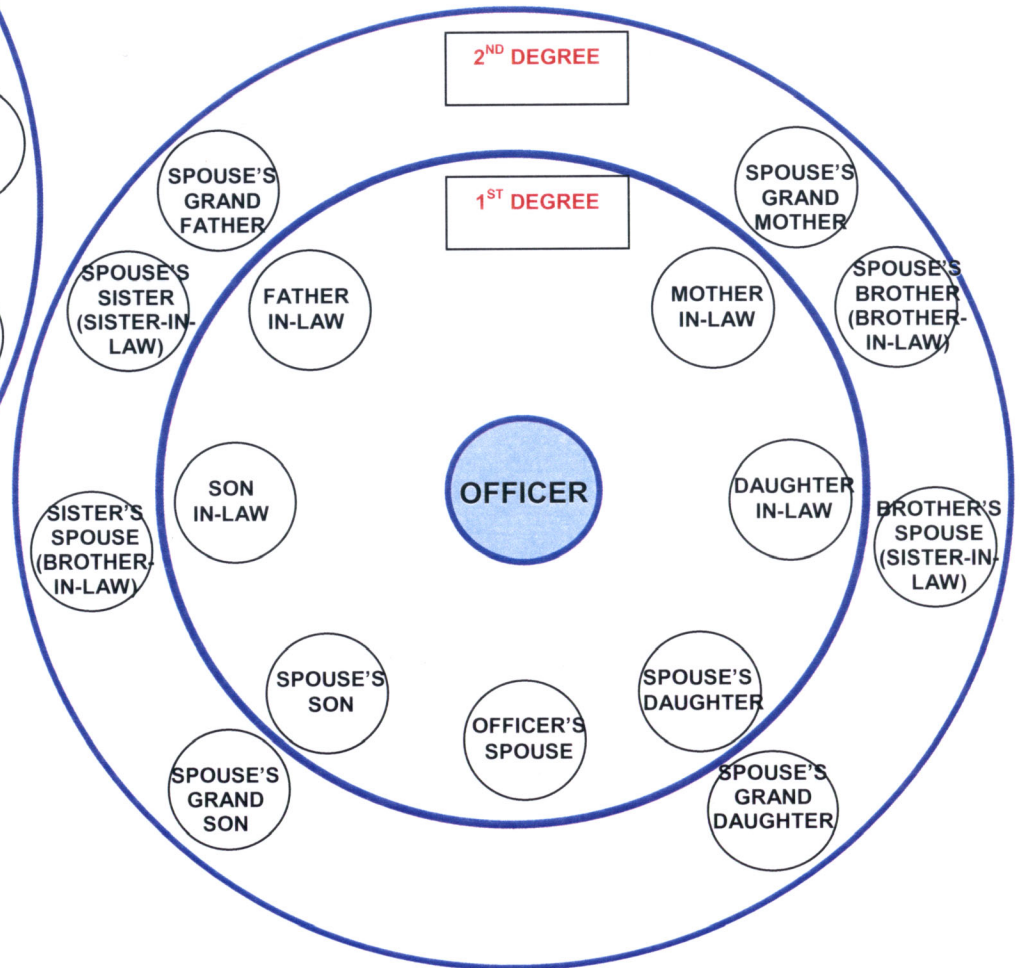 2ND DEGREE
SPOUSE'S
GRAND
FATHER
SPOUSE'S
GRAND
MOTHER
1ST DEGREE
SPOUSE'S
SISTER
(SISTER-IN-
LAW)
FATHER
IN-LAW
MOTHER
IN-LAW
SPOUSE'S
BROTHER
(BROTHER-
IN-LAW)
SON
IN-LAW
OFFICER
DAUGHTER
IN-LAW
SISTER'S
SPOUSE
(BROTHER-
IN-LAW)
BROTHER'S
SPOUSE
(SISTER-IN-
LAW)
SPOUSE'S
SON
OFFICER'S
SPOUSE
SPOUSE'S
DAUGHTER
SPOUSE'S
GRAND
SON
SPOUSE'S
GRAND
DAUGHTER